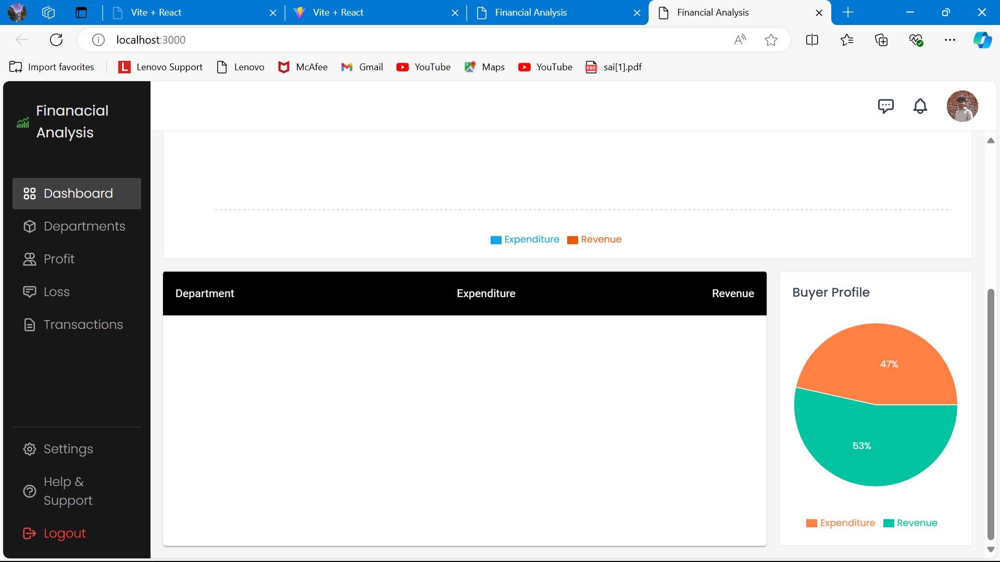 Vite + React
Vite + React
Financial Analysis
Financial Analysis
localhost:3000
Import favorites
Lenovo Support
Lenovo
McAfee
Gmail
YouTube
Maps
YouTube
PDF
sai[1].pdf
Finanacial
Analysis
Dashboard
Departments
Profit
Loss
Transactions
Settings
Help &
Support
Logout
Expenditure Revenue
Department Expenditure Revenue
Buyer Profile
47%
53%
Expenditure Revenue